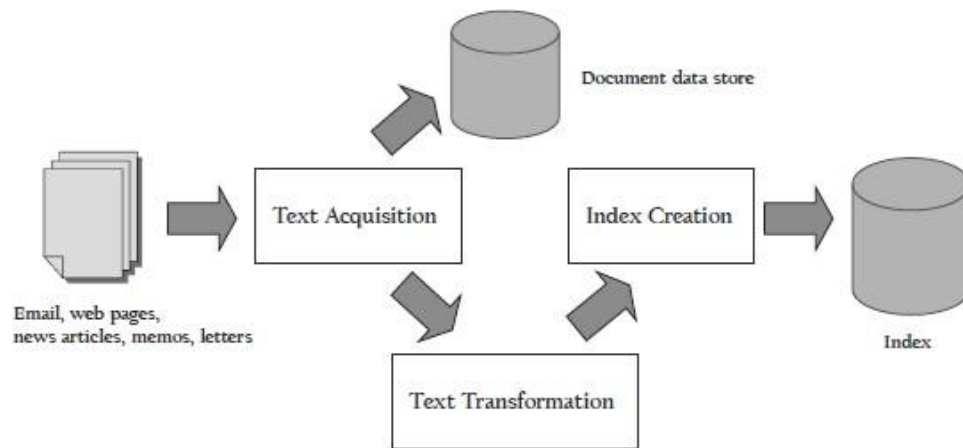 Document data store
Text Acquisition
Index Creation
Email, web pages,
news articles, memos, letters
Index
Text Transformation